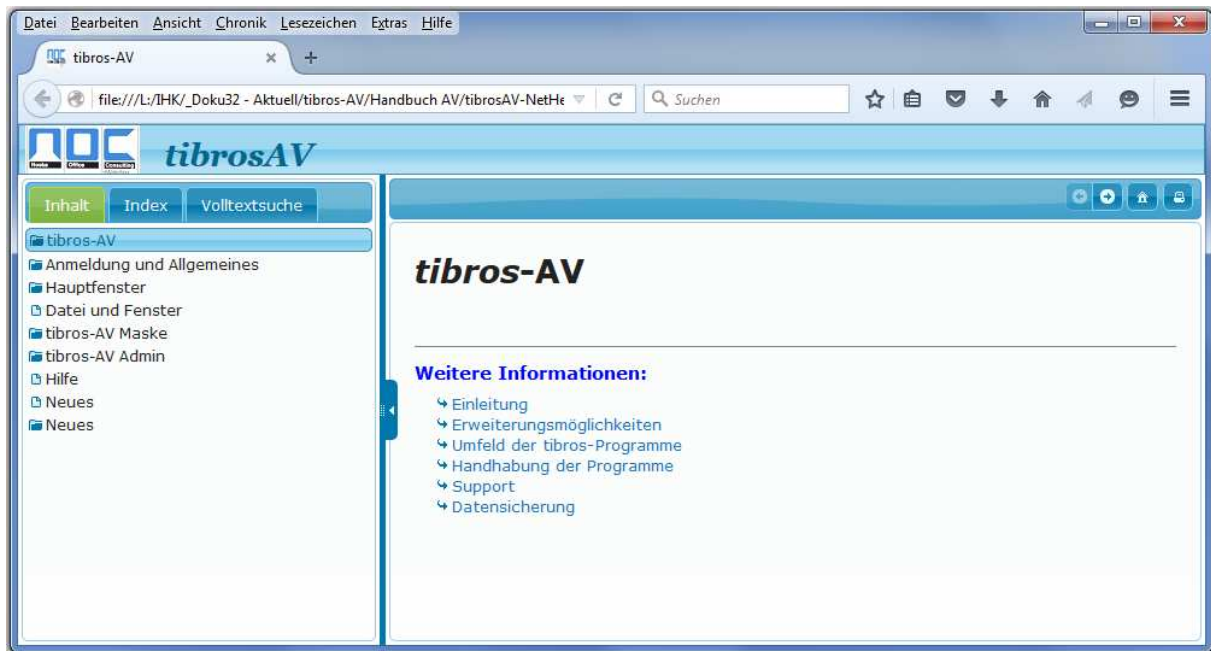 Datei Bearbeiten Ansicht Chronik Lesezeichen Extras Hilfe
tibros-AV
file:///L:/IHK/_Doku32 - Aktuell/tibros-AV/Handbuch AV/tibrosAV-NetHe
Suchen
NOC
Office Consulting
tibrosAV
Inhalt Index Volltextsuche
tibros-AV
Anmeldung und Allgemeines
Hauptfenster
Datei und Fenster
tibros-AV Maske
tibros-AV Admin
Hilfe
Neues
Neues
tibros-AV
Weitere Informationen:
Einleitung
Erweiterungsmöglichkeiten
Umfeld der tibros-Programme
Handhabung der Programme
Support
Datensicherung